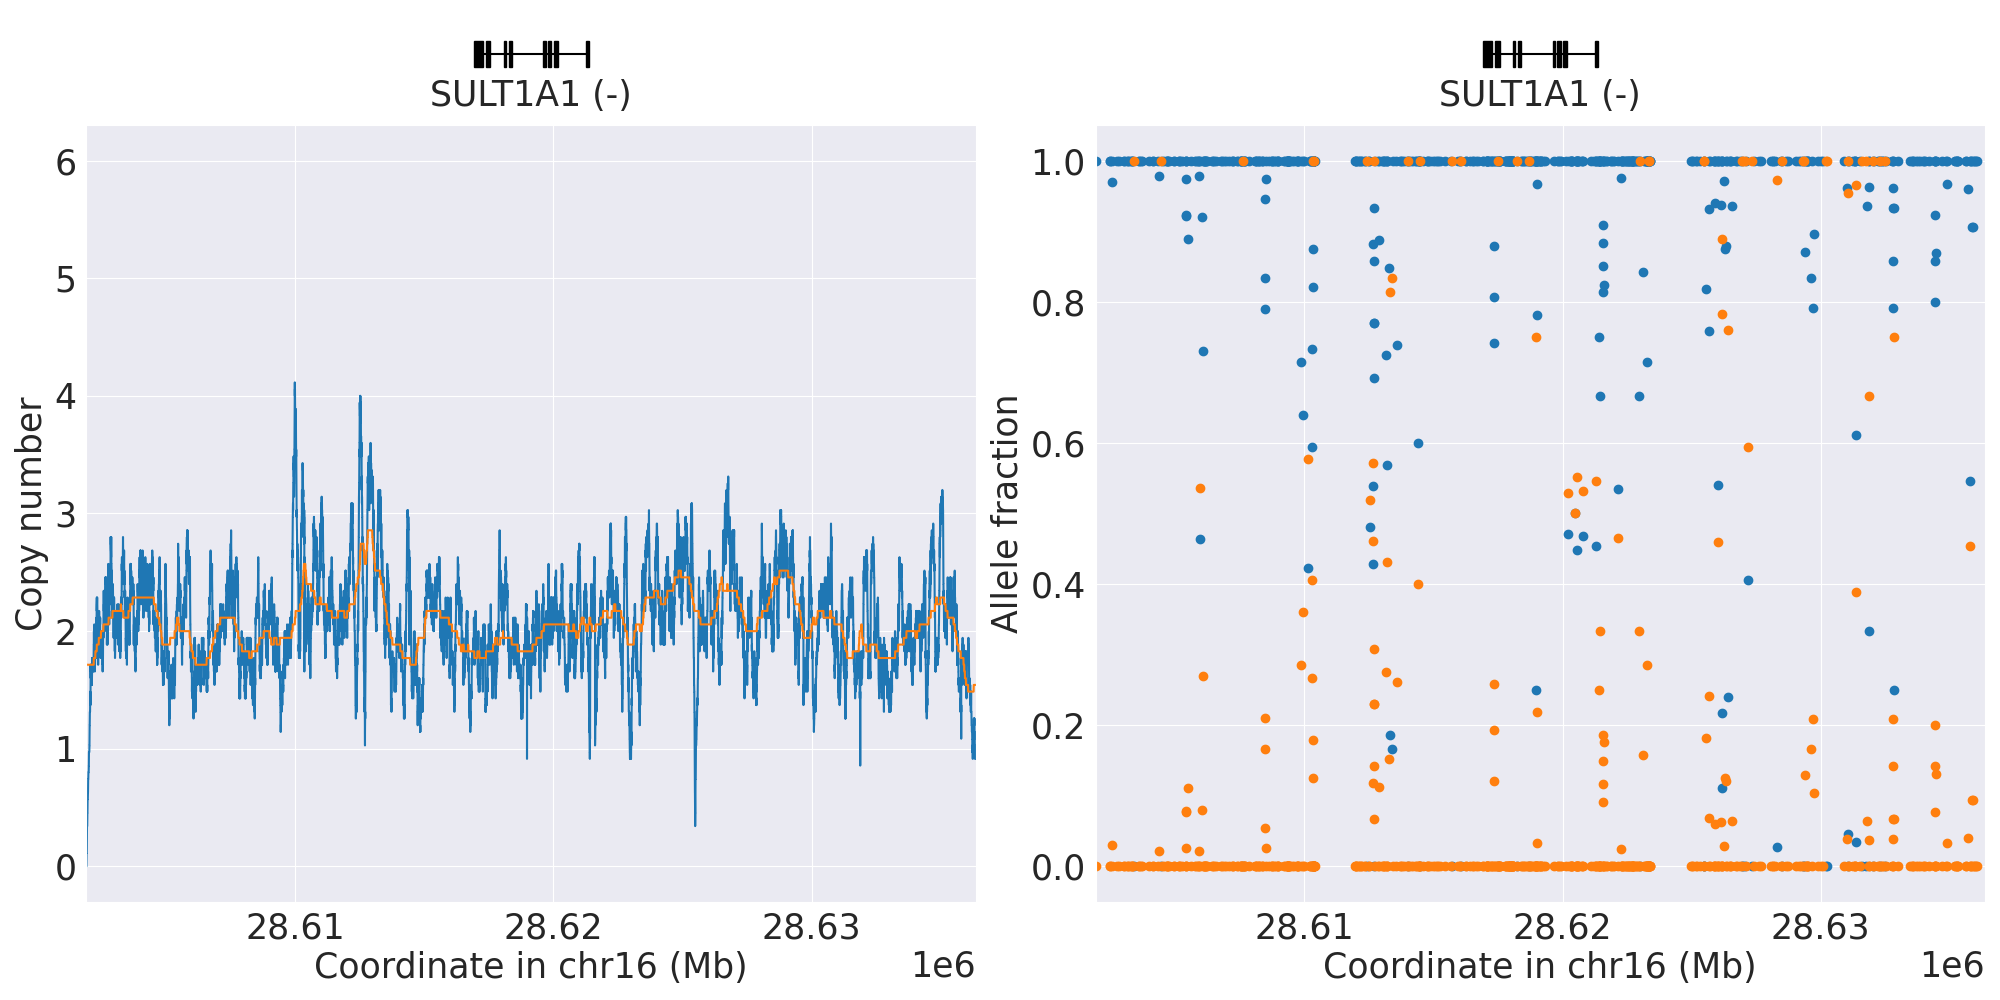 SULT1A1 (-)
6
5
4
3
2
1
0
Copy number
28.61 28.62 28.63
Coordinate in chr16 (Mb) 1e6
SULT1A1 (-)
1.0
0.8
0.6
0.4
0.2
0.0
Allele fraction
28.61 28.62 28.63
Coordinate in chr16 (Mb) 1e6